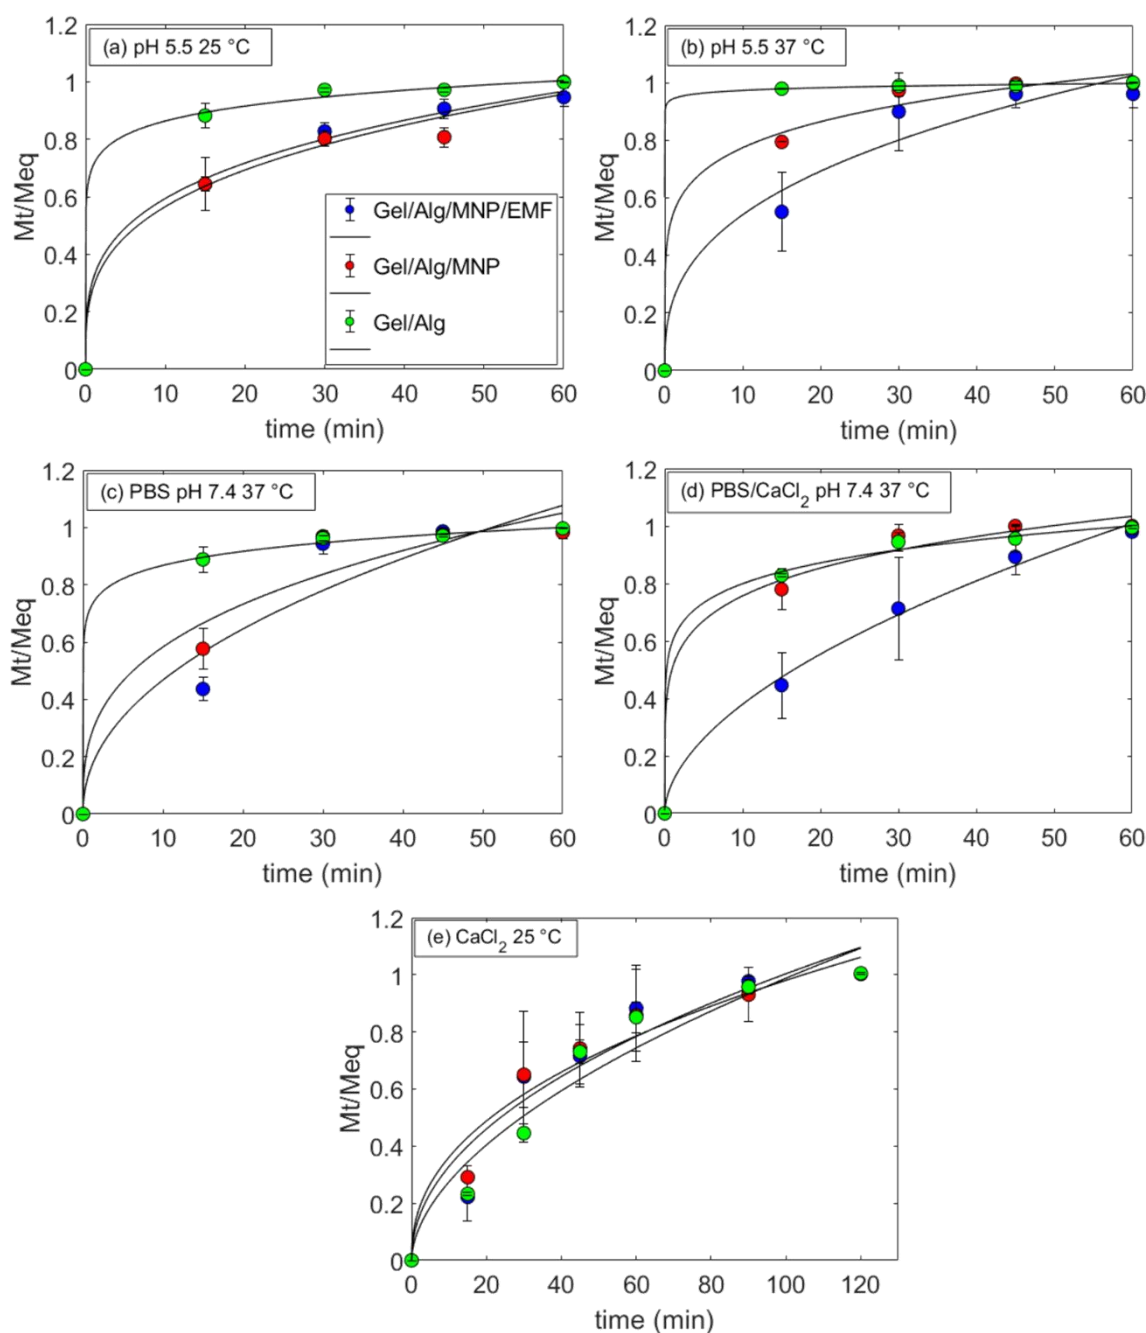 (a) pH 5.5 25 °C
Mt/Meq
1.2
1
0.8
0.6
0.4
0.2
0
0 10 20 30 40 50 60
time (min)
Gel/Alg/MNP/EMF
Gel/Alg/MNP
Gel/Alg
(b) pH 5.5 37 °C
Mt/Meq
1.2
1
0.8
0.6
0.4
0.2
0
0 10 20 30 40 50 60
time (min)
(c) PBS pH 7.4 37 °C
Mt/Meq
1.2
1
0.8
0.6
0.4
0.2
0
0 10 20 30 40 50 60
time (min)
(d) PBS/CaCl₂ pH 7.4 37 °C
Mt/Meq
1.2
1
0.8
0.6
0.4
0.2
0
0 10 20 30 40 50 60
time (min)
(e) CaCl₂ 25 °C
Mt/Meq
1.2
1
0.8
0.6
0.4
0.2
0
0 20 40 60 80 100 120
time (min)